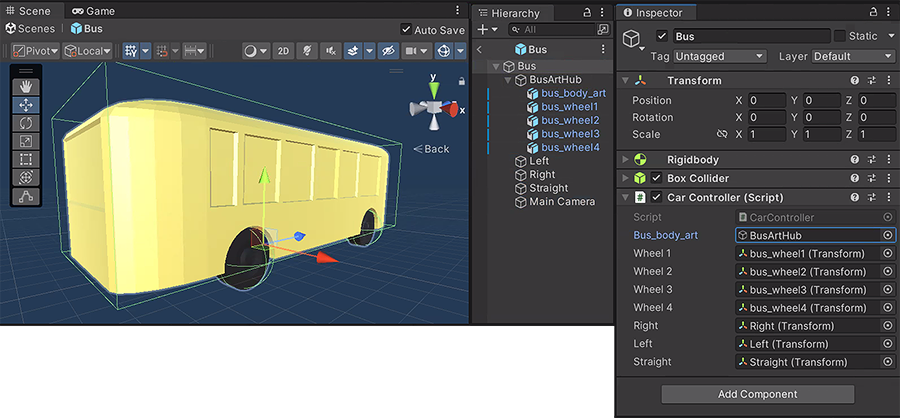 Scene
Game
Scenes
Bus
Auto Save
Pivot
Local
2D
y
x
Back
Hierarchy
All
Bus
Bus
BusArtHub
bus_body_art
bus_wheel1
bus_wheel2
bus_wheel3
bus_wheel4
Left
Right
Straight
Main Camera
Inspector
Bus
Static
Tag Untagged Layer Default
Transform
Position X 0 Y 0 Z 0
Rotation X 0 Y 0 Z 0
Scale X 1 Y 1 Z 1
Rigidbody
Box Collider
Car Controller (Script)
Script CarController
Bus_body_art BusArtHub
Wheel 1 bus_wheel1 (Transform)
Wheel 2 bus_wheel2 (Transform)
Wheel 3 bus_wheel3 (Transform)
Wheel 4 bus_wheel4 (Transform)
Right Right (Transform)
Left Left (Transform)
Straight Straight (Transform)
Add Component